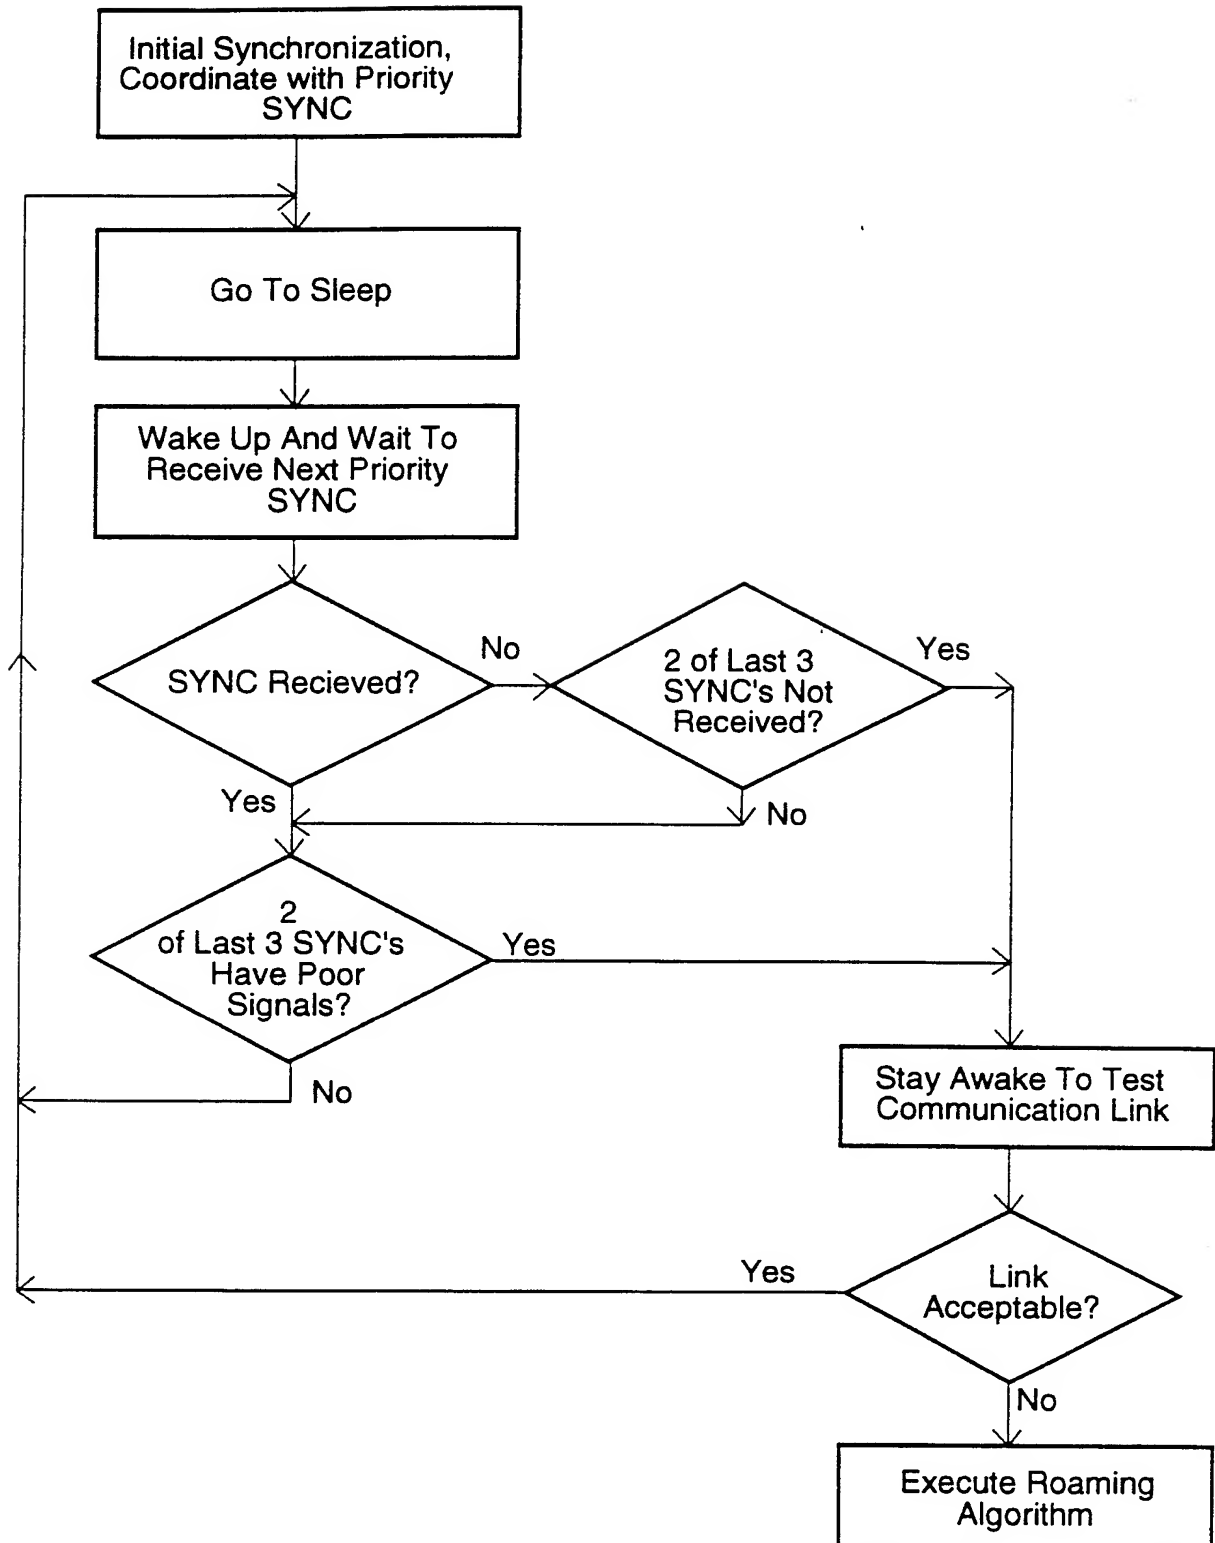 Initial Synchronization,
Coordinate with Priority
SYNC
Go To Sleep
Wake Up And Wait To
Receive Next Priority
SYNC
SYNC Recieved?
No
2 of Last 3
SYNC's Not
Received?
Yes
Yes
No
2
of Last 3 SYNC's
Have Poor
Signals?
Yes
No
Stay Awake To Test
Communication Link
Link
Acceptable?
Yes
No
Execute Roaming
Algorithm